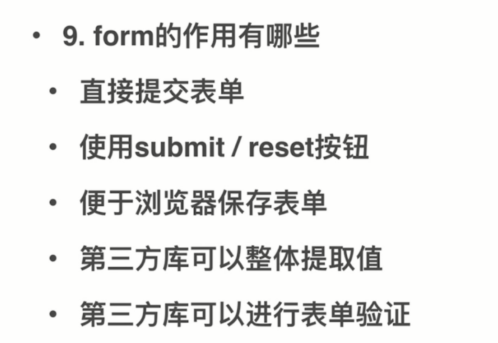 • 9. form的作用有哪些
• 直接提交表单
• 使用submit / reset按钮
• 便于浏览器保存表单
• 第三方库可以整体提取值
• 第三方库可以进行表单验证